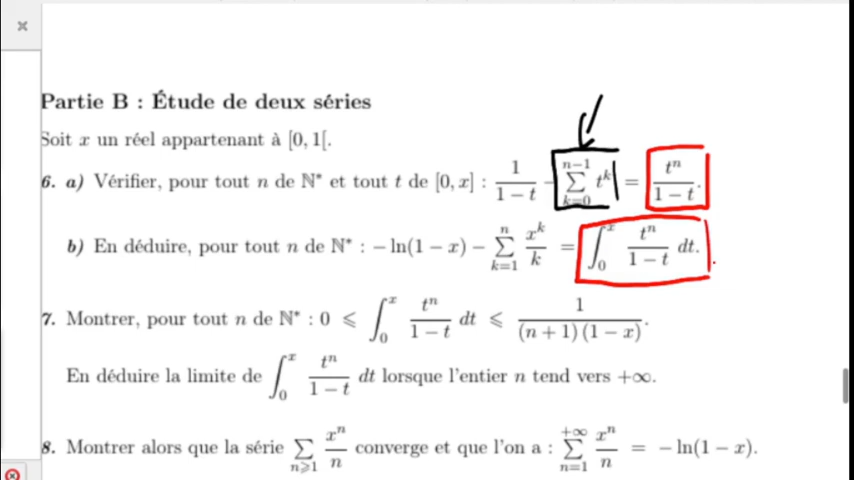 Partie B : Étude de deux séries
Soit x un réel appartenant à [0, 1[.
6. a) Vérifier, pour tout n de ℕ* et tout t de [0, x] : 1/(1 − t) − ∑_{k=0}^{n−1} t^k = t^n/(1 − t).
b) En déduire, pour tout n de ℕ* : − ln(1 − x) − ∑_{k=1}^{n} x^k/k = ∫_0^x t^n/(1 − t) dt.
7. Montrer, pour tout n de ℕ* : 0 ⩽ ∫_0^x t^n/(1 − t) dt ⩽ 1/((n + 1)(1 − x)).
En déduire la limite de ∫_0^x t^n/(1 − t) dt lorsque l'entier n tend vers +∞.
8. Montrer alors que la série ∑_{n⩾1} x^n/n converge et que l'on a : ∑_{n=1}^{+∞} x^n/n = − ln(1 − x).